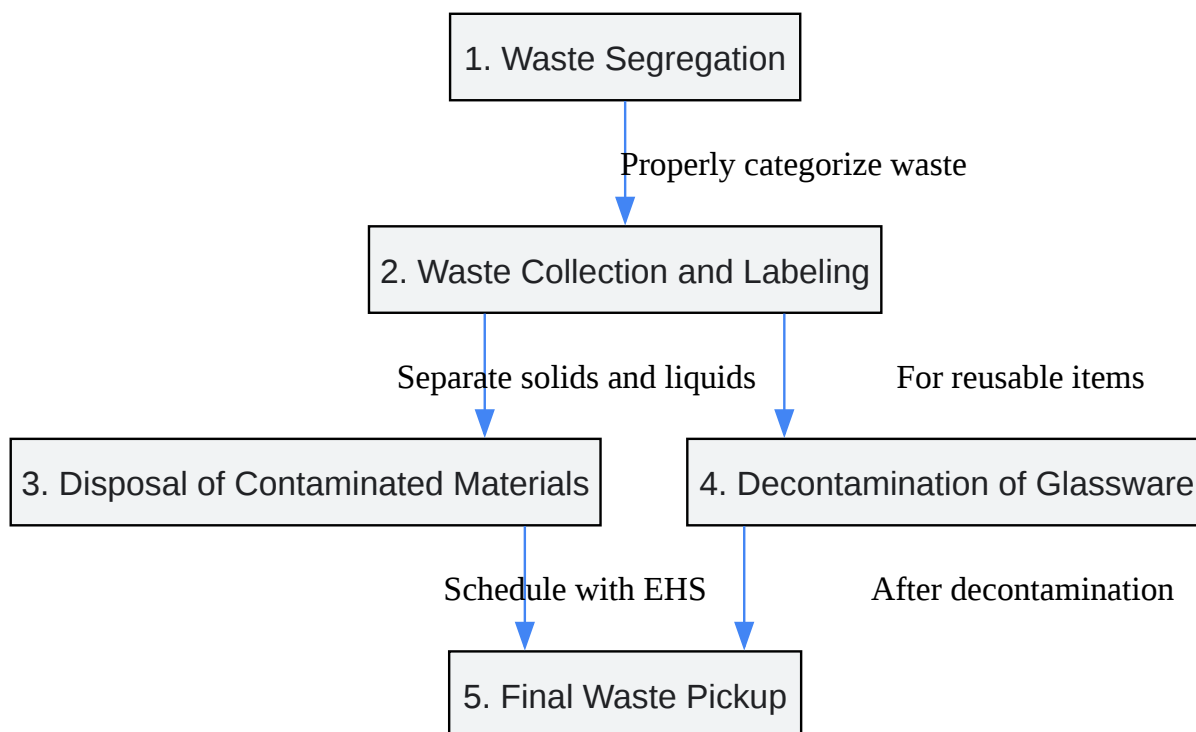 1. Waste Segregation
Properly categorize waste
2. Waste Collection and Labeling
Separate solids and liquids
For reusable items
3. Disposal of Contaminated Materials
4. Decontamination of Glassware
Schedule with EHS
After decontamination
5. Final Waste Pickup